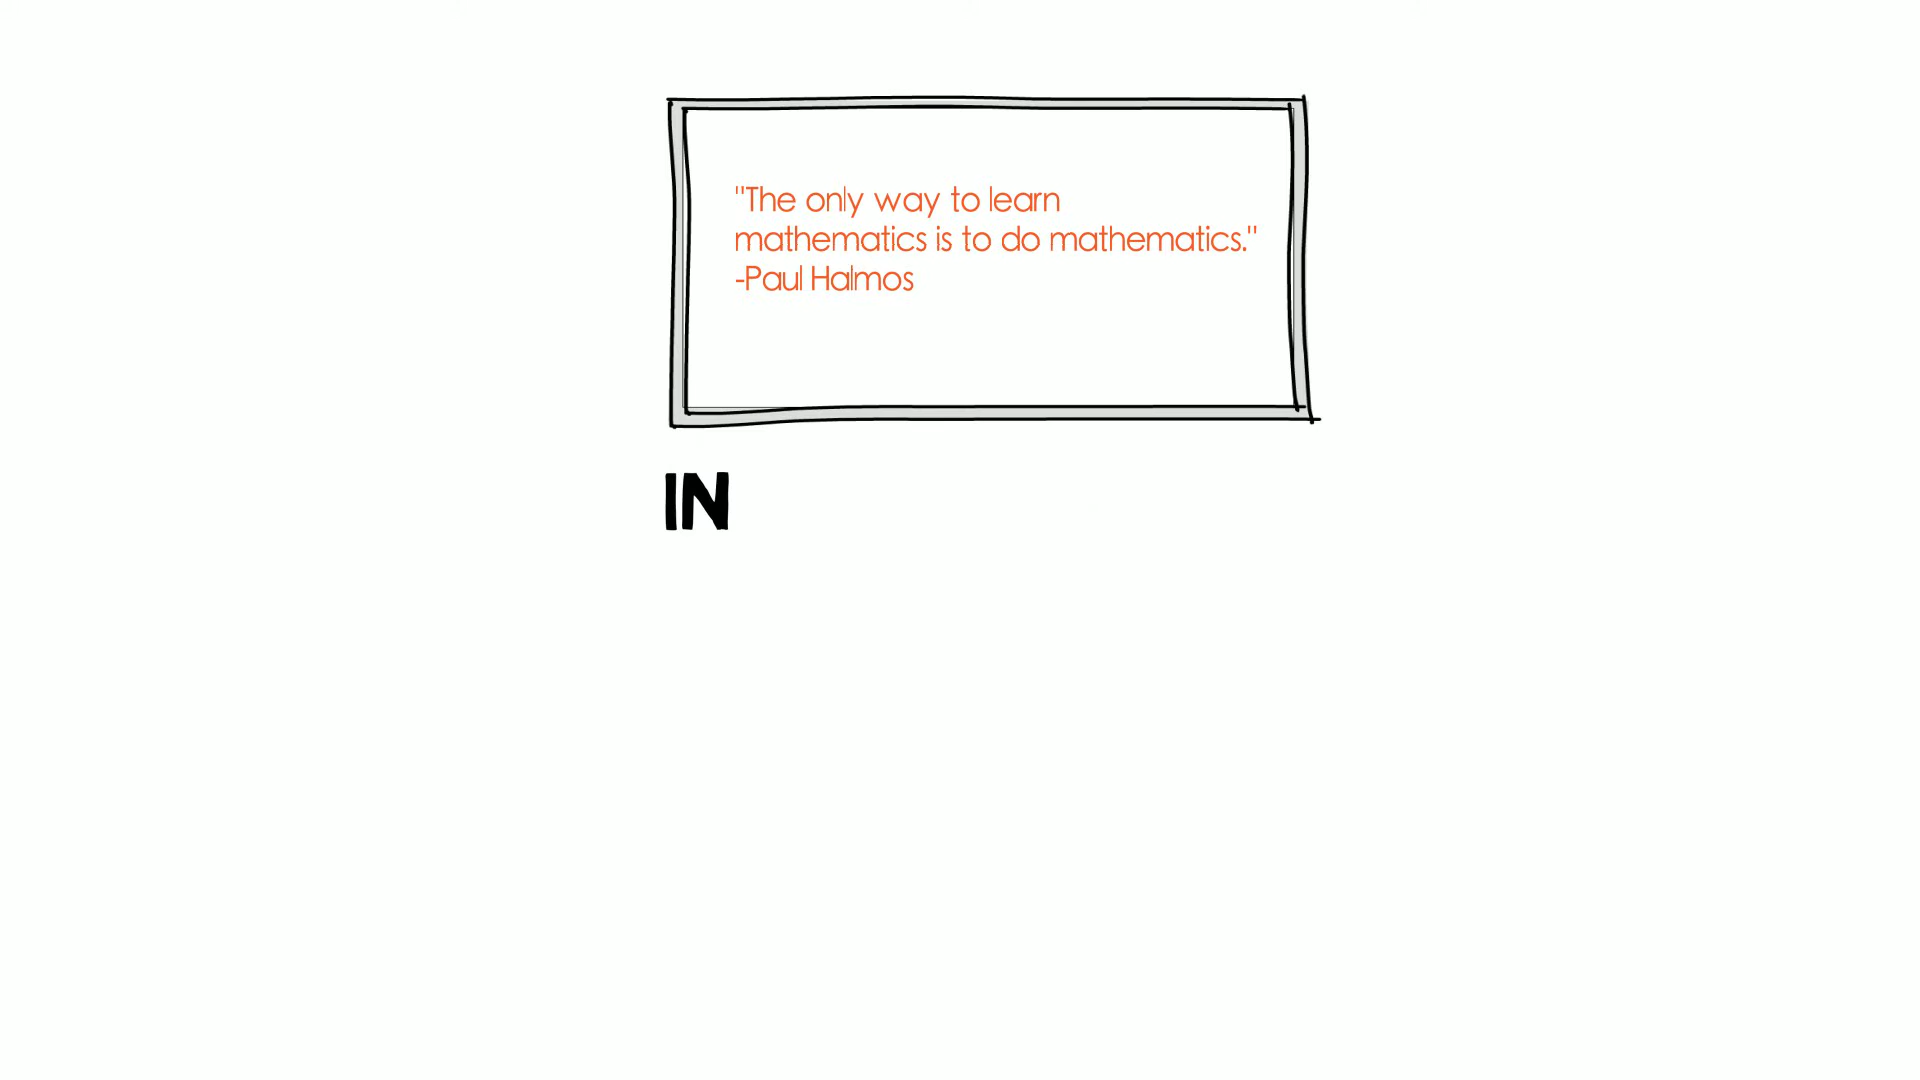 "The only way to learn
mathematics is to do mathematics."
-Paul Halmos
IN